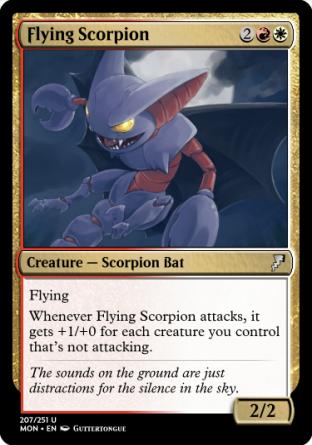 Flying Scorpion 2
Creature — Scorpion Bat
Flying
Whenever Flying Scorpion attacks, it
gets +1/+0 for each creature you control
that's not attacking.
The sounds on the ground are just
distractions for the silence in the sky.
2/2
207/251 U
MON • EN Guttertongue